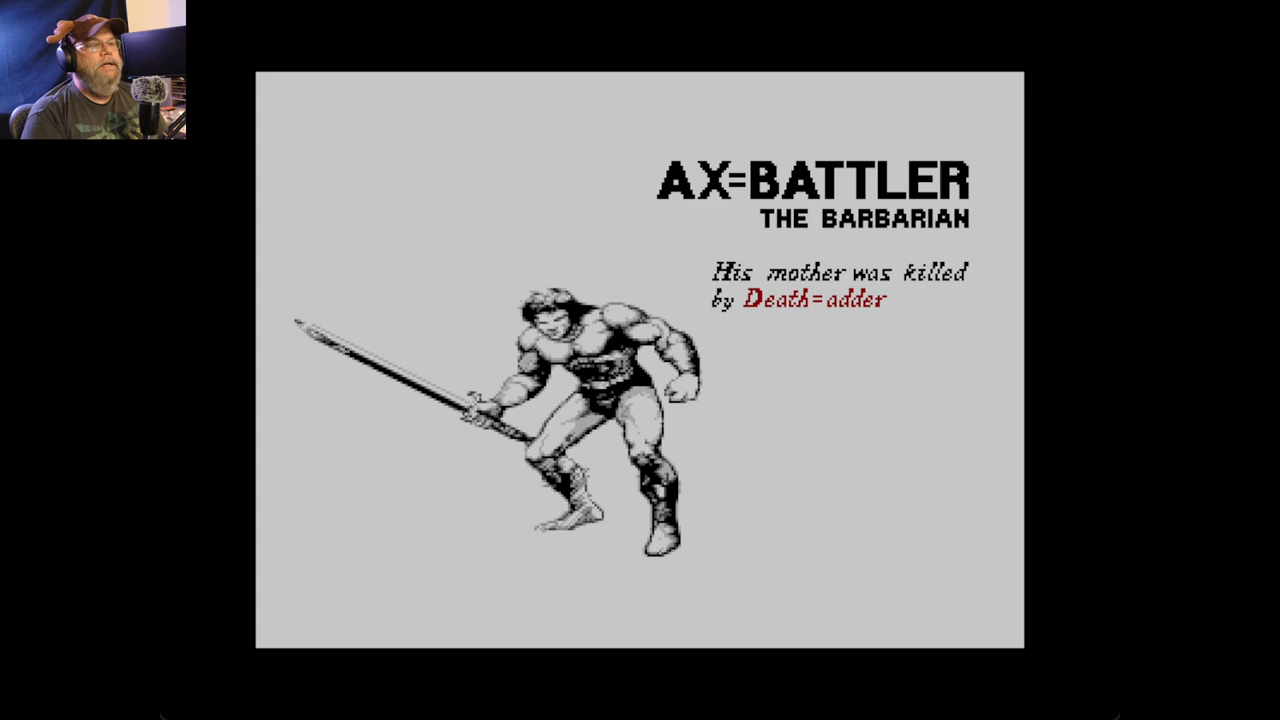 AX=BATTLER
THE BARBARIAN
His mother was killed
by Death=adder